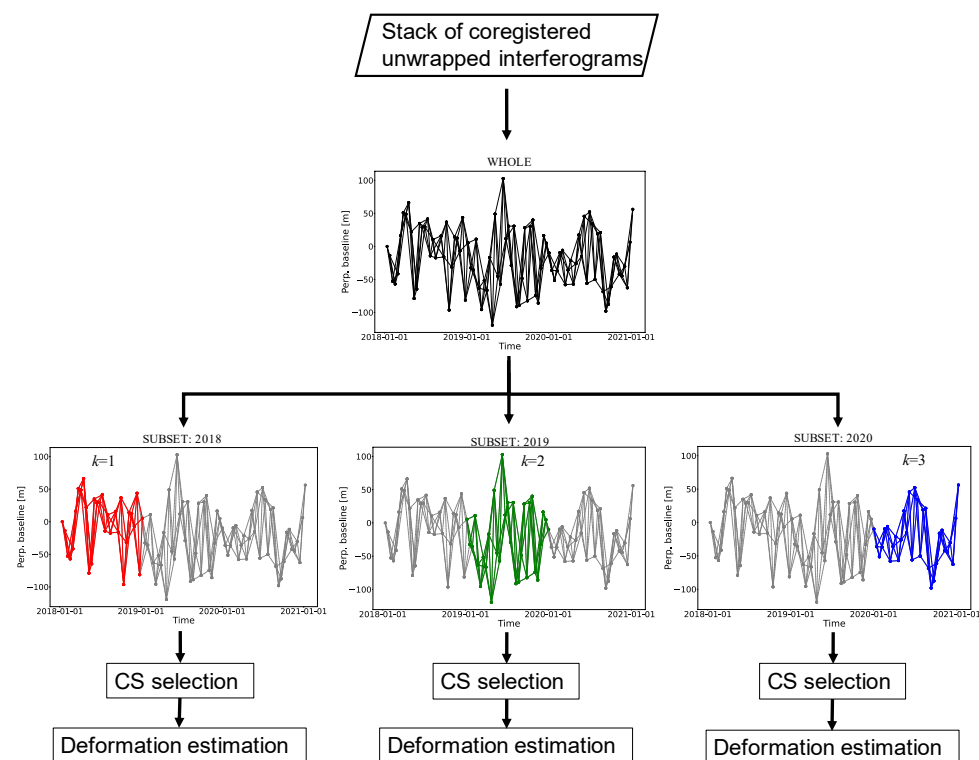 Stack of coregistered
unwrapped interferograms
WHOLE
100
50
0
−50
−100
Perp. baseline [m]
2018-01-01 2019-01-01 2020-01-01 2021-01-01
Time
SUBSET: 2018
k=1
100
50
0
−50
−100
Perp. baseline [m]
2018-01-01 2019-01-01 2020-01-01 2021-01-01
Time
SUBSET: 2019
k=2
100
50
0
−50
−100
Perp. baseline [m]
2018-01-01 2019-01-01 2020-01-01 2021-01-01
Time
SUBSET: 2020
k=3
100
50
0
−50
−100
Perp. baseline [m]
2018-01-01 2019-01-01 2020-01-01 2021-01-01
Time
CS selection
CS selection
CS selection
Deformation estimation
Deformation estimation
Deformation estimation